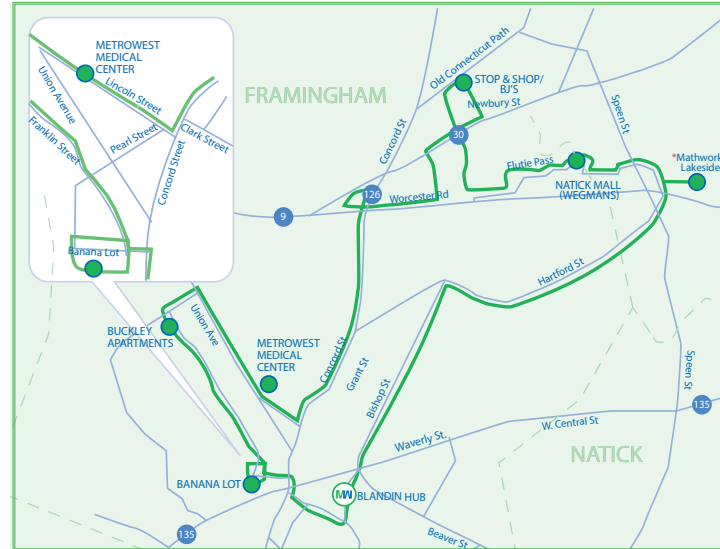 METROWEST
MEDICAL
CENTER
Union Avenue
Lincoln Street
Franklin Street
Pearl Street
Clark Street
Concord Street
Banana Lot
FRAMINGHAM
Old Connecticut Path
STOP & SHOP/
BJ'S
Newbury St
Concord St
30
Speen St
Flutie Pass
NATICK MALL
(WEGMANS)
*Mathwork
Lakeside
126
Worcester Rd
9
Hartford St
BUCKLEY
APARTMENTS
Union Ave
METROWEST
MEDICAL
CENTER
Concord St
Grant St
Bishop St
Speen St
135
W. Central St
Waverly St.
NATICK
BANANA LOT
MW
BLANDIN HUB
135
Beaver St